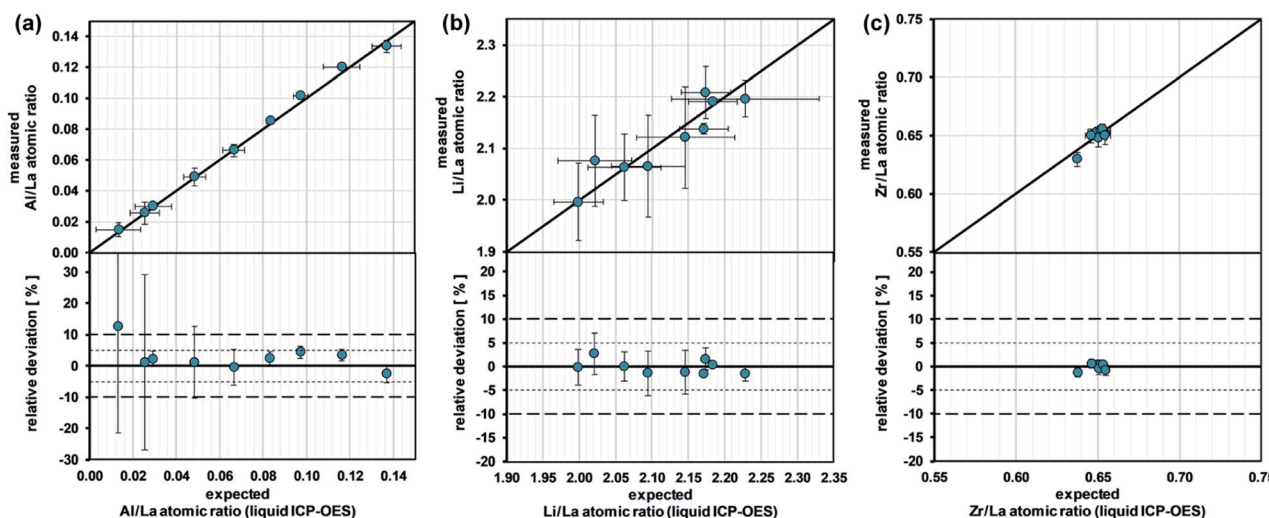 (a)
measured
Al/La atomic ratio
0.14
0.12
0.10
0.08
0.06
0.04
0.02
0.00
relative deviation [ % ]
30
20
10
0
-10
-20
-30
0.00 0.02 0.04 0.06 0.08 0.10 0.12 0.14
expected
Al/La atomic ratio (liquid ICP-OES)
(b)
measured
Li/La atomic ratio
2.3
2.2
2.1
2.0
1.9
relative deviation [ % ]
20
15
10
5
0
-5
-10
-15
-20
1.90 1.95 2.00 2.05 2.10 2.15 2.20 2.25 2.30 2.35
expected
Li/La atomic ratio (liquid ICP-OES)
(c)
measured
Zr/La atomic ratio
0.75
0.70
0.65
0.60
0.55
relative deviation [ % ]
20
15
10
5
0
-5
-10
-15
-20
0.55 0.60 0.65 0.70 0.75
expected
Zr/La atomic ratio (liquid ICP-OES)